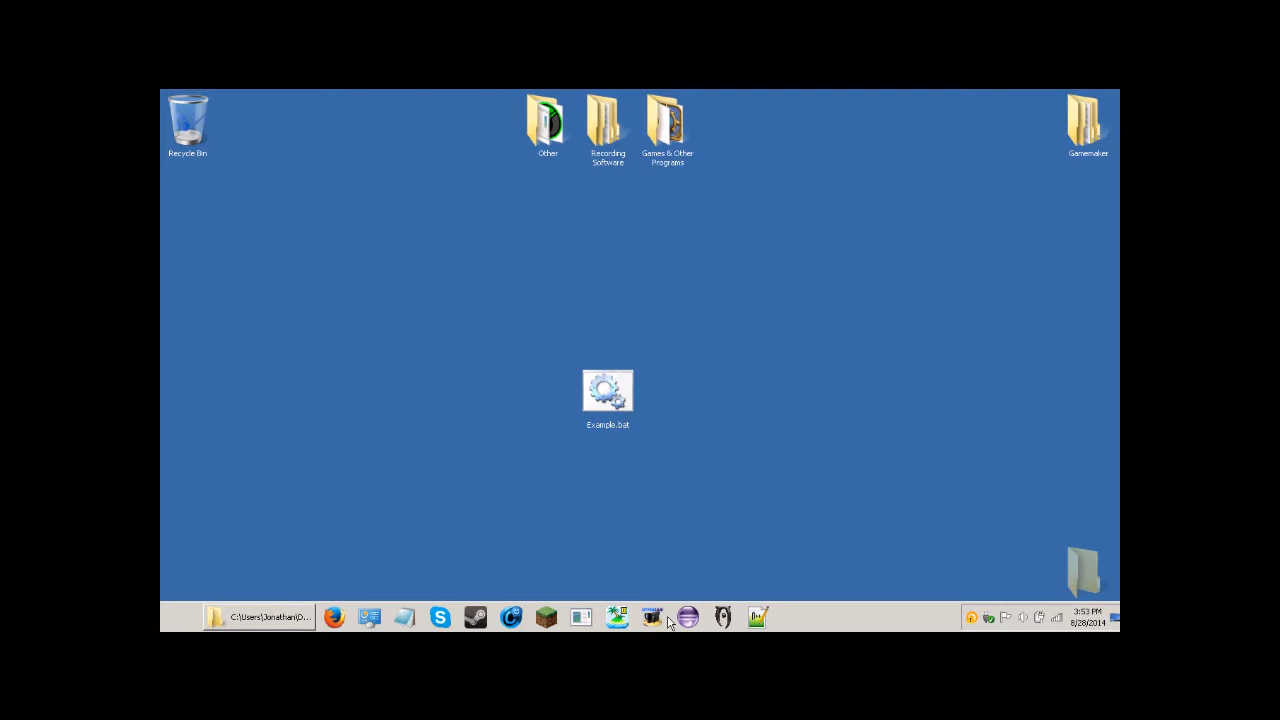 Recycle Bin
Other
Recording
Software
Games & Other
Programs
Gamemaker
Example.bat
C:\Users\Jonathan\D...
3:53 PM
8/28/2014